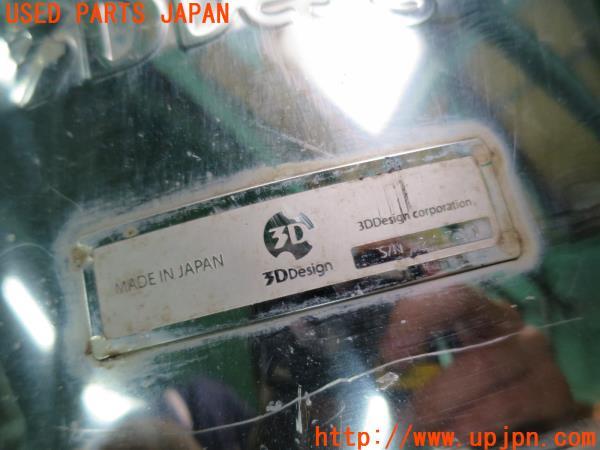 USED PARTS JAPAN
MADE IN JAPAN
3D
3DDesign
3DDesign corporation
S/N
http://www.upjpn.com